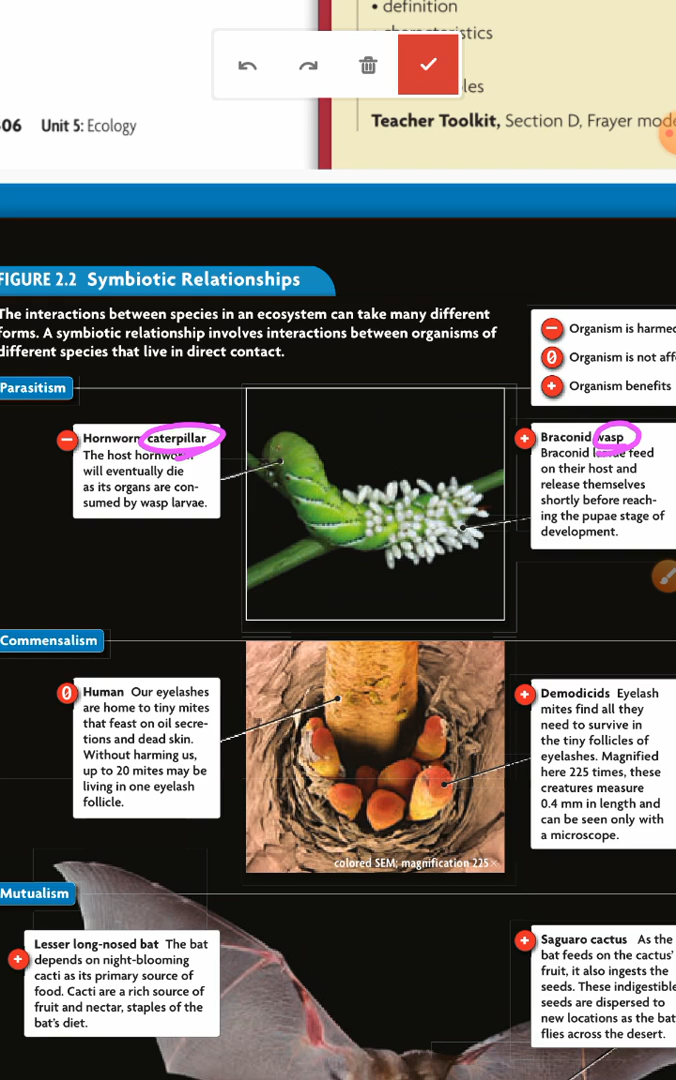 • definition
characteristics
Teacher Toolkit, Section D, Frayer
Unit 5: Ecology
FIGURE 2.2 Symbiotic Relationships
The interactions between species in an ecosystem can take many different
forms. A symbiotic relationship involves interactions between organisms of
different species that live in direct contact.
− Organism is harmed
0 Organism is not
+ Organism benefits
Parasitism
− Hornworm caterpillar
The host hornworm
will eventually die
as its organs are con-
sumed by wasp larvae.
+ Braconid wasp
Braconid larvae feed
on their host and
release themselves
shortly before reach-
ing the pupae stage of
development.
Commensalism
0 Human Our eyelashes
are home to tiny mites
that feast on oil secre-
tions and dead skin.
Without harming us,
up to 20 mites may be
living in one eyelash
follicle.
+ Demodicids Eyelash
mites find all they
need to survive in
the tiny follicles of
eyelashes. Magnified
here 225 times, these
creatures measure
0.4 mm in length and
can be seen only with
a microscope.
colored SEM; magnification 225×
Mutualism
+ Lesser long-nosed bat The bat
depends on night-blooming
cacti as its primary source of
food. Cacti are a rich source of
fruit and nectar, staples of the
bat's diet.
+ Saguaro cactus As the
bat feeds on the cactus'
fruit, it also ingests the
seeds. These indigestible
seeds are dispersed to
new locations as the bat
flies across the desert.